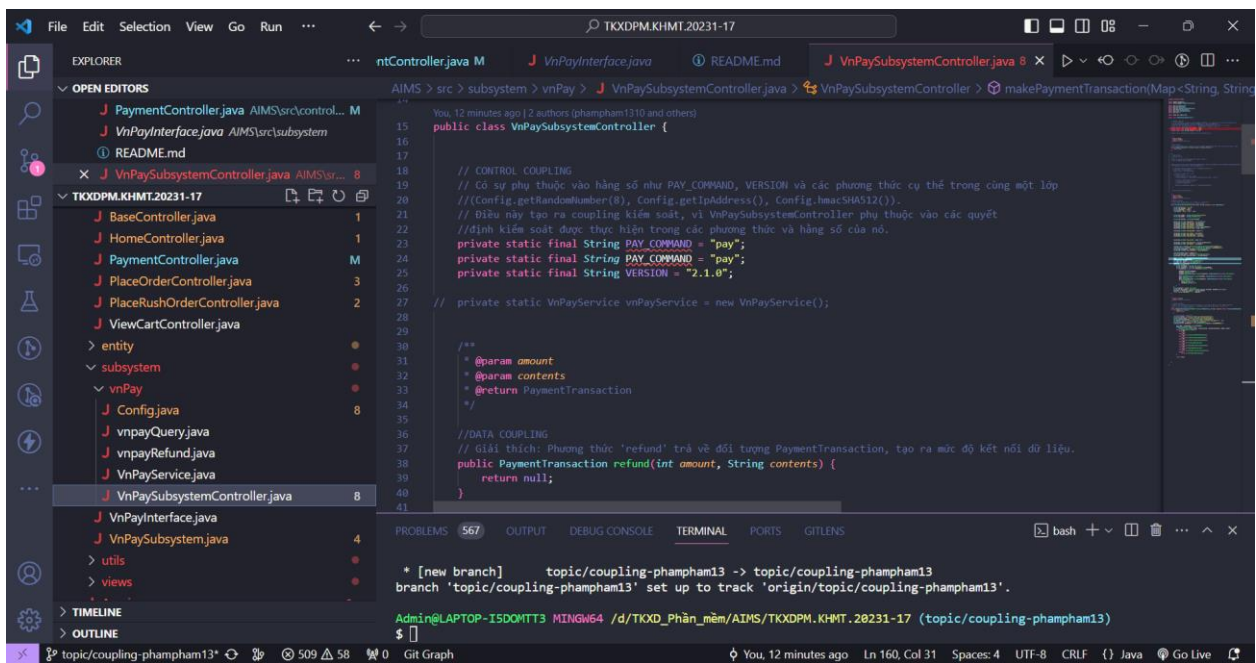 File Edit Selection View Go Run ··· ← → TKXDPM.KHMT.20231-17
EXPLORER ···
OPEN EDITORS
PaymentController.java AIMS\src\control... M
VnPayInterface.java AIMS\src\subsystem
README.md
VnPaySubsystemController.java AIMS\sr... 8
TKXDPM.KHMT.20231-17
BaseController.java 1
HomeController.java 1
PaymentController.java M
PlaceOrderController.java 3
PlaceRushOrderController.java 2
ViewCartController.java
entity
subsystem
vnPay
Config.java 8
vnpayQuery.java
vnpayRefund.java
VnPayService.java
VnPaySubsystemController.java 8
VnPayInterface.java
VnPaySubsystem.java 4
utils
views
TIMELINE
OUTLINE
ntController.java M VnPayInterface.java README.md VnPaySubsystemController.java 8
AIMS > src > subsystem > vnPay > VnPaySubsystemController.java > VnPaySubsystemController > makePaymentTransaction(Map<String, String
14
You, 12 minutes ago | 2 authors (phampham1310 and others)
15 public class VnPaySubsystemController {
16
17
18 // CONTROL COUPLING
19 // Có sự phụ thuộc vào hằng số như PAY_COMMAND, VERSION và các phương thức cụ thể trong cùng một lớp
20 //(Config.getRandomNumber(8), Config.getIpAddress(), Config.hmacSHA512()).
21 // Điều này tạo ra coupling kiểm soát, vì VnPaySubsystemController phụ thuộc vào các quyết
22 //định kiểm soát được thực hiện trong các phương thức và hằng số của nó.
23 private static final String PAY_COMMAND = "pay";
24 private static final String PAY_COMMAND = "pay";
25 private static final String VERSION = "2.1.0";
26
27 // private static VnPayService vnPayService = new VnPayService();
28
29
30 /**
31 * @param amount
32 * @param contents
33 * @return PaymentTransaction
34 */
35
36 //DATA COUPLING
37 // Giải thích: Phương thức 'refund' trả về đối tượng PaymentTransaction, tạo ra mức độ kết nối dữ liệu.
38 public PaymentTransaction refund(int amount, String contents) {
39 return null;
40 }
41
PROBLEMS 567 OUTPUT DEBUG CONSOLE TERMINAL PORTS GITLENS bash
* [new branch] topic/coupling-phampham13 -> topic/coupling-phampham13
branch 'topic/coupling-phampham13' set up to track 'origin/topic/coupling-phampham13'.
Admin@LAPTOP-I5DOMTT3 MINGW64 /d/TKXD_Phần_mềm/AIMS/TKXDPM.KHMT.20231-17 (topic/coupling-phampham13)
$
topic/coupling-phampham13* 509 58 0 Git Graph You, 12 minutes ago Ln 160, Col 31 Spaces: 4 UTF-8 CRLF {} Java Go Live